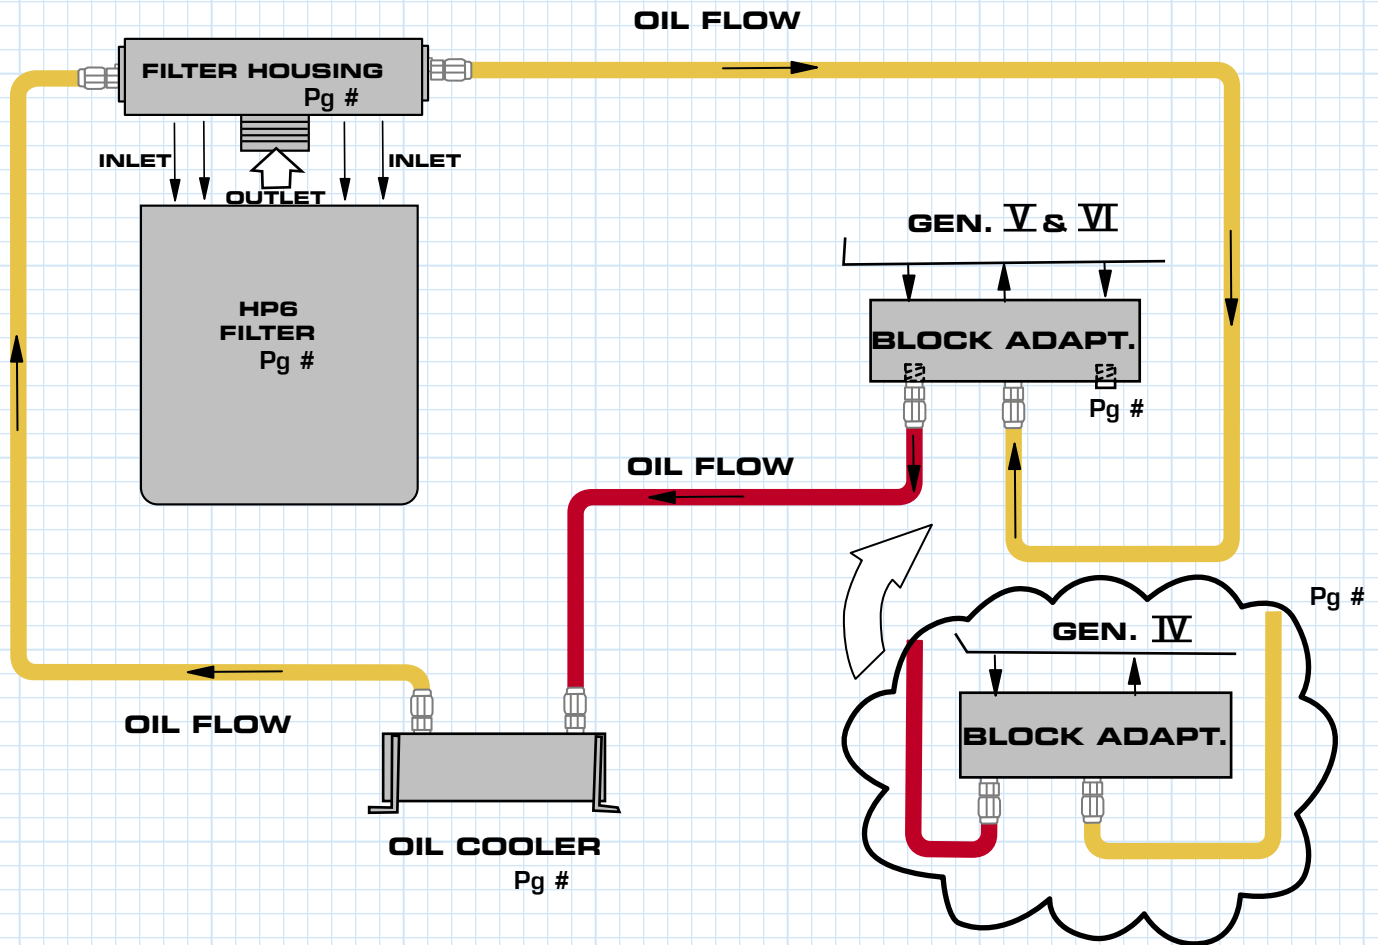 OIL FLOW
FILTER HOUSING
Pg #
INLET
INLET
OUTLET
GEN. V & VI
HP6
FILTER
Pg #
BLOCK ADAPT.
Pg #
OIL FLOW
Pg #
GEN. IV
OIL FLOW
BLOCK ADAPT.
OIL COOLER
Pg #